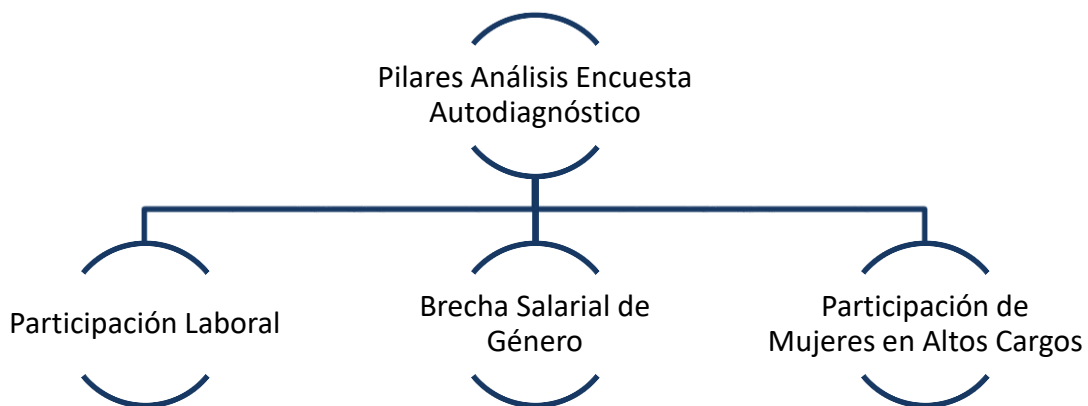 Pilares Análisis Encuesta
Autodiagnóstico
Participación Laboral
Brecha Salarial de
Género
Participación de
Mujeres en Altos Cargos